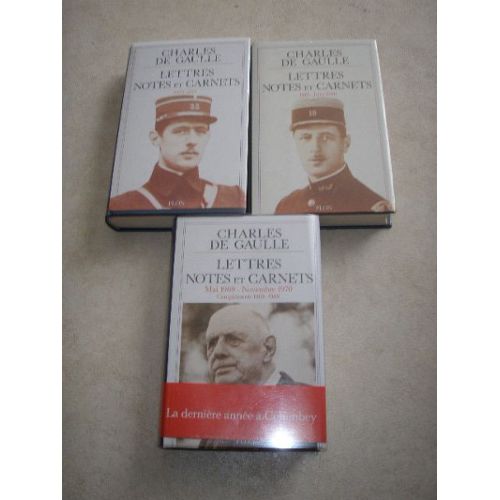 CHARLES
DE GAULLE
LETTRES
NOTES ET CARNETS
PLON
CHARLES
DE GAULLE
LETTRES
NOTES ET CARNETS
PLON
CHARLES
DE GAULLE
LETTRES
NOTES ET CARNETS
Mai 1969 - Novembre 1970
La dernière année à Colombey